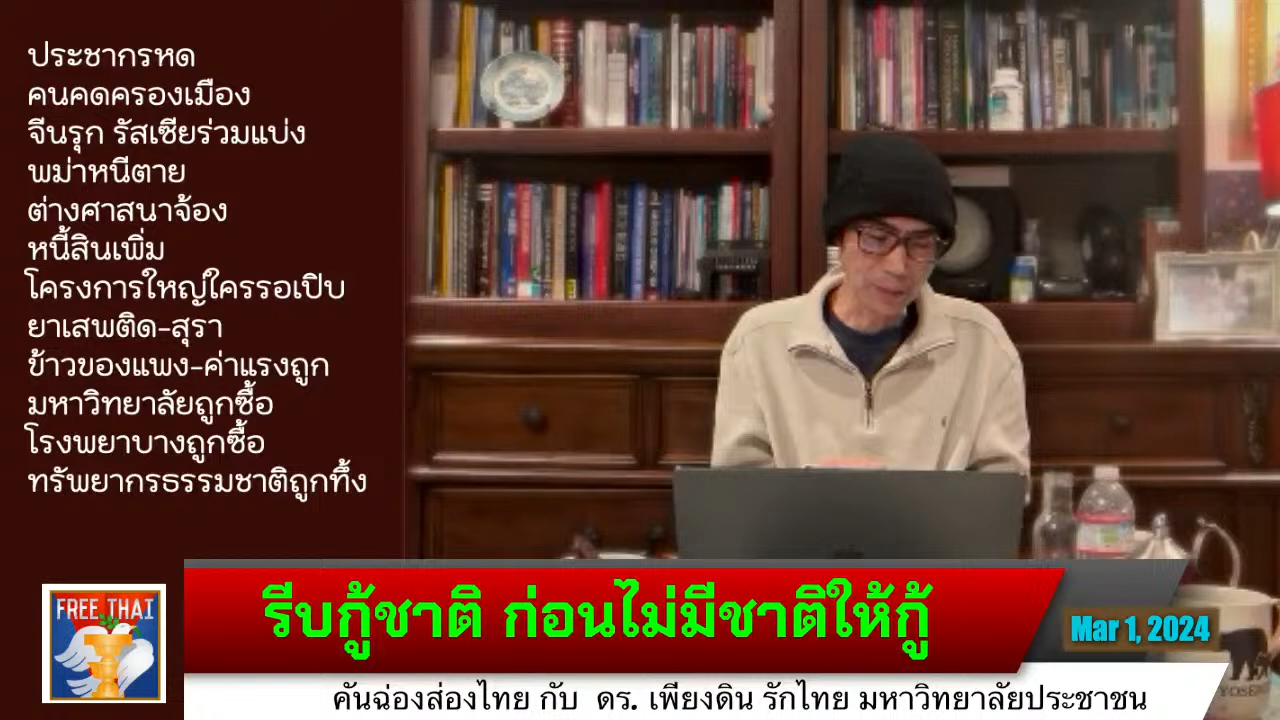 ประชากรหด
คนคดครองเมือง
จีนรุก รัสเซียร่วมแบ่ง
พม่าหนีตาย
ต่างศาสนาจ้อง
หนี้สินเพิ่ม
โครงการใหญ่ใครรอเปิบ
ยาเสพติด-สุรา
ข้าวของแพง-ค่าแรงถูก
มหาวิทยาลัยถูกซื้อ
โรงพยาบางถูกซื้อ
ทรัพยากรธรรมชาติถูกทึ้ง
FREE THAI
รีบกู้ชาติ ก่อนไม่มีชาติให้กู้
Mar 1, 2024
คันฉ่องส่องไทย กับ ดร. เพียงดิน รักไทย มหาวิทยาลัยประชาชน